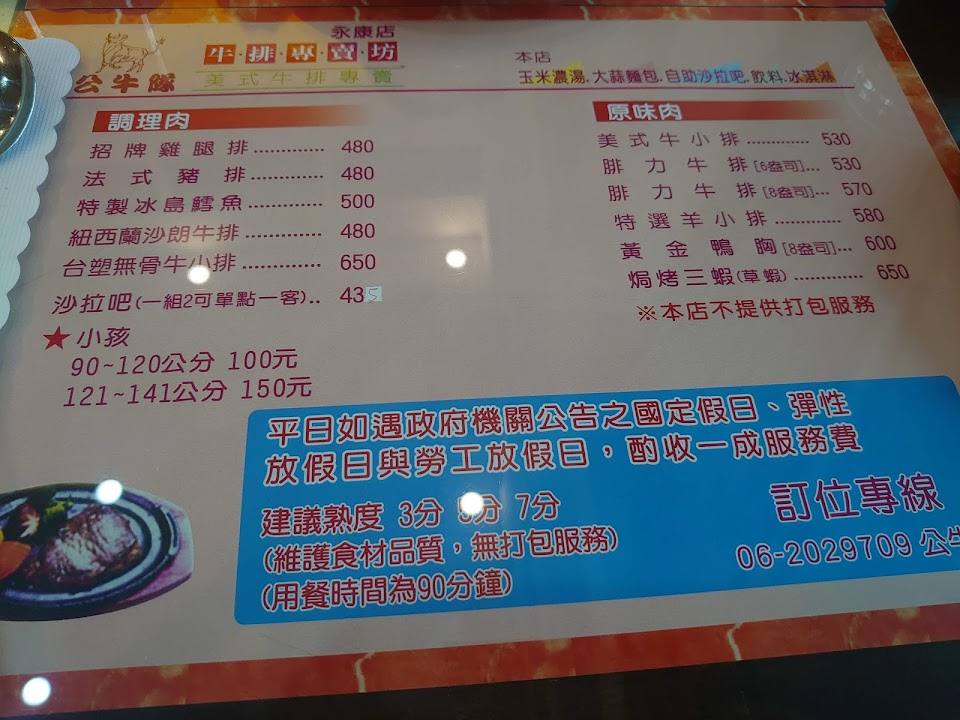 永康店
公牛隊
牛·排·專·賣·坊
美式牛排專賣
本店
玉米濃湯.大蒜麵包.自助沙拉吧.飲料.冰淇淋
調理肉
招牌雞腿排............. 480
法式豬排............. 480
特製冰島鱈魚............. 500
紐西蘭沙朗牛排............. 480
台塑無骨牛小排............. 650
沙拉吧(一組2可單點一客).. 435
★小孩
90~120公分 100元
121~141公分 150元
原味肉
美式牛小排............. 530
腓力牛排[6盎司]... 530
腓力牛排[8盎司]... 570
特選羊小排............. 580
黃金鴨胸[8盎司]... 600
焗烤三蝦(草蝦)............. 650
※本店不提供打包服務
平日如遇政府機關公告之國定假日、彈性
放假日與勞工放假日，酌收一成服務費
建議熟度 3分 5分 7分
(維護食材品質，無打包服務)
(用餐時間為90分鐘)
訂位專線
06-2029709 公牛